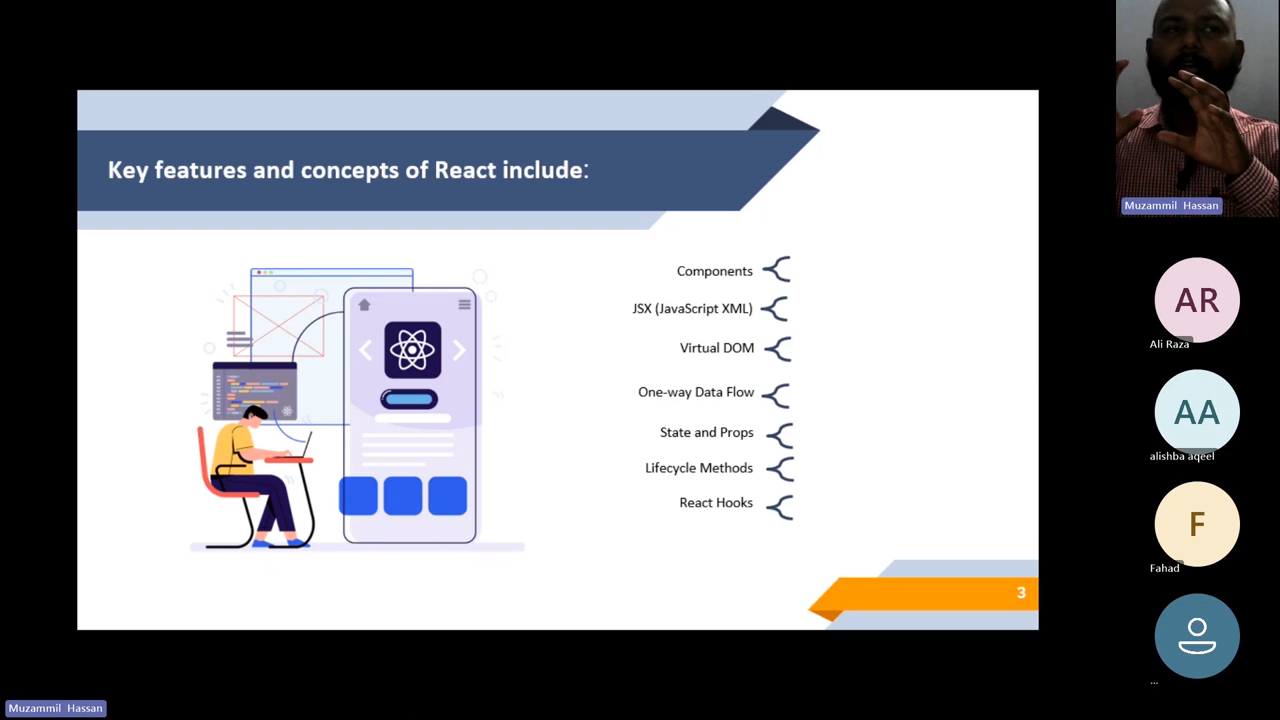 Key features and concepts of React include:
Components
JSX (JavaScript XML)
Virtual DOM
One-way Data Flow
State and Props
Lifecycle Methods
React Hooks
3
Muzammil Hassan
AR
Ali Raza
AA
alishba aqeel
F
Fahad
...
Muzammil Hassan